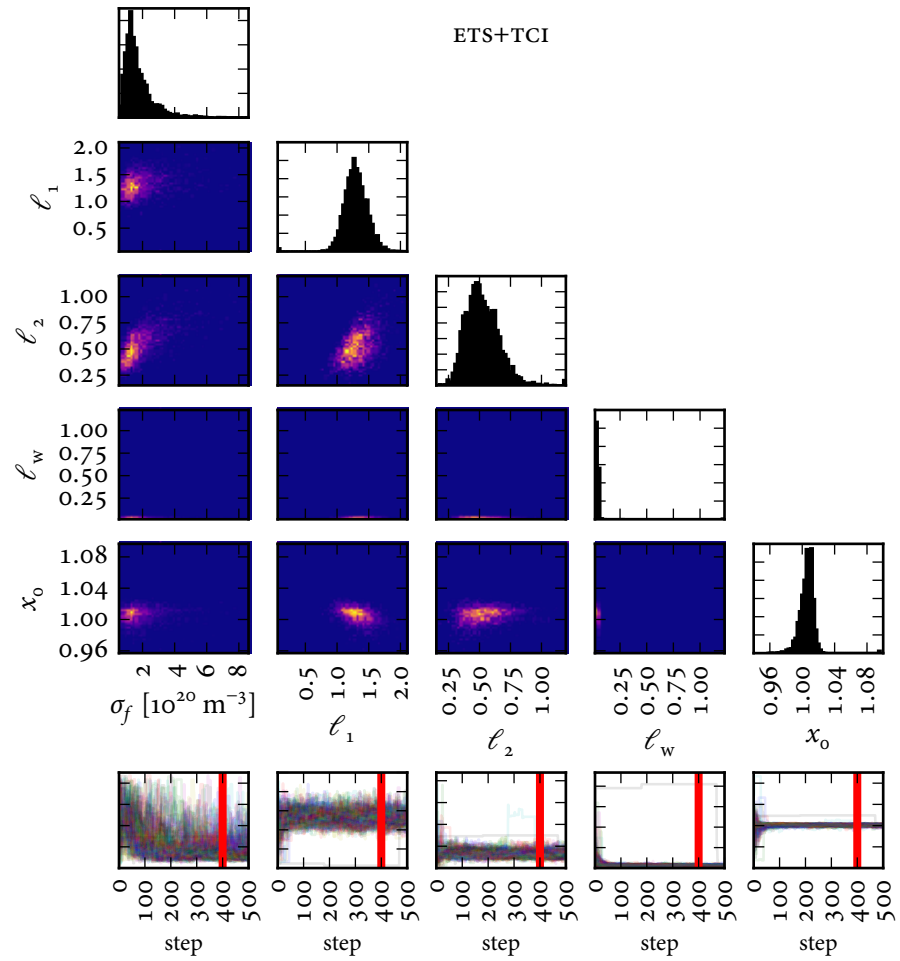 ETS+TCI
ℓ₁
2.0
1.5
1.0
0.5
ℓ₂
1.00
0.75
0.50
0.25
ℓ_w
1.00
0.75
0.50
0.25
x₀
1.08
1.04
1.00
0.96
2 4 6 8
0.5 1.0 1.5 2.0
0.25 0.50 0.75 1.00
0.25 0.50 0.75 1.00
0.96 1.00 1.04 1.08
σ_f [10²⁰ m⁻³]
ℓ₁
ℓ₂
ℓ_w
x₀
0 100 200 300 400 500
0 100 200 300 400 500
0 100 200 300 400 500
0 100 200 300 400 500
0 100 200 300 400 500
step step step step step